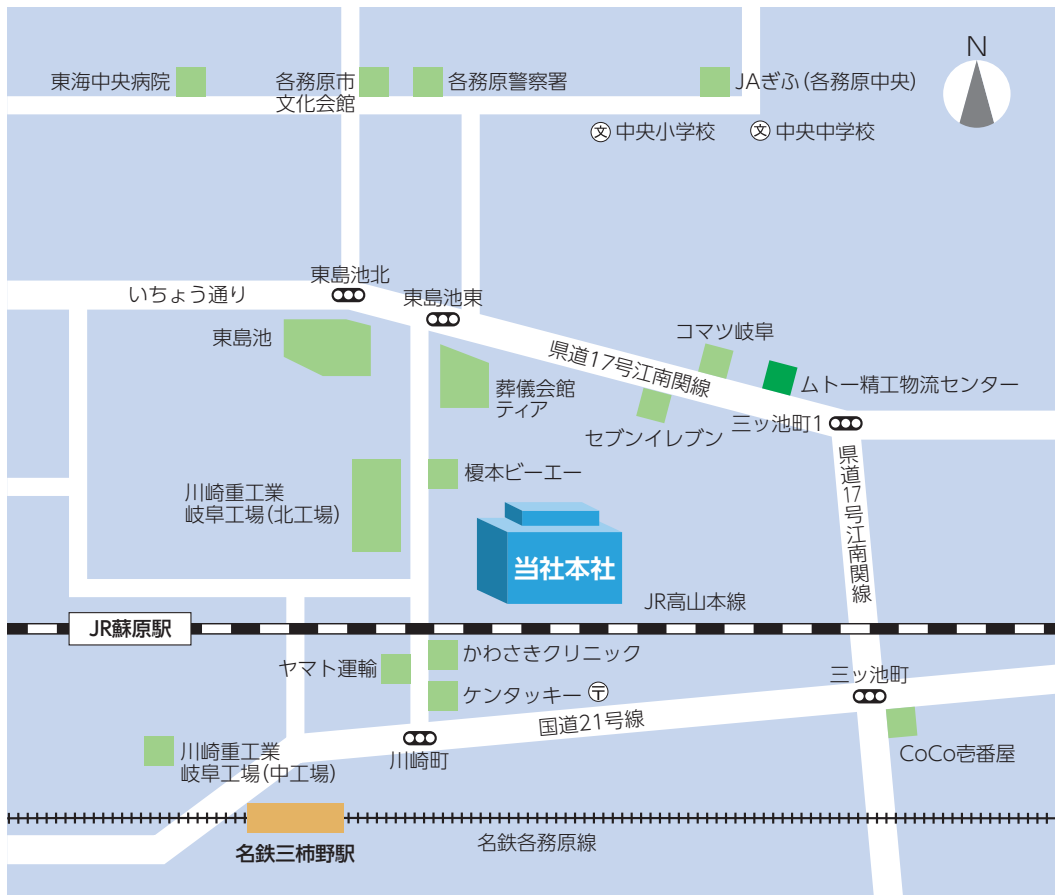 N
東海中央病院
各務原市
文化会館
各務原警察署
JAぎふ(各務原中央)
文 中央小学校
文 中央中学校
東島池北
いちょう通り
東島池東
東島池
コマツ岐阜
県道17号江南関線
ムトー精工物流センター
葬儀会館
ティア
セブンイレブン
三ッ池町1
県道17号江南関線
榎本ビーエー
川崎重工業
岐阜工場(北工場)
当社本社
JR高山本線
JR蘇原駅
かわさきクリニック
ヤマト運輸
三ッ池町
ケンタッキー 〒
国道21号線
川崎町
川崎重工業
岐阜工場(中工場)
CoCo壱番屋
名鉄各務原線
名鉄三柿野駅